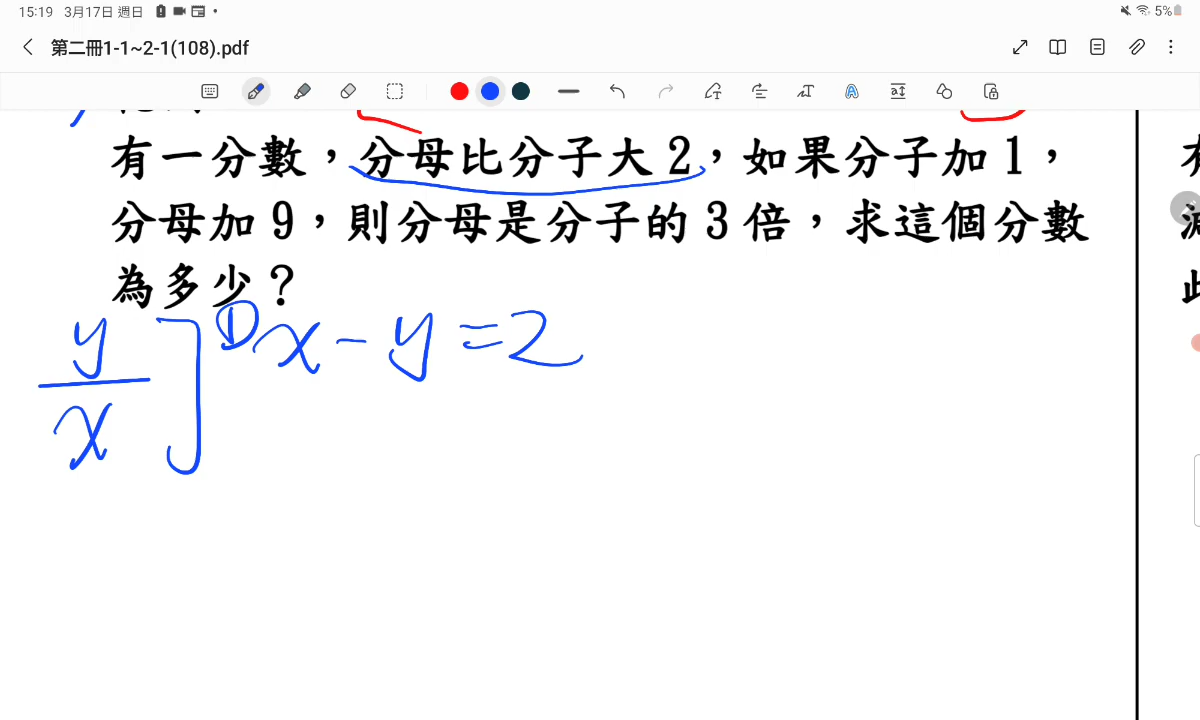 15:19 3月17日 週日
5%
第二冊1-1~2-1(108).pdf
有一分數，分母比分子大2，如果分子加1，
分母加9，則分母是分子的3倍，求這個分數
為多少？
y/x ①x-y=2